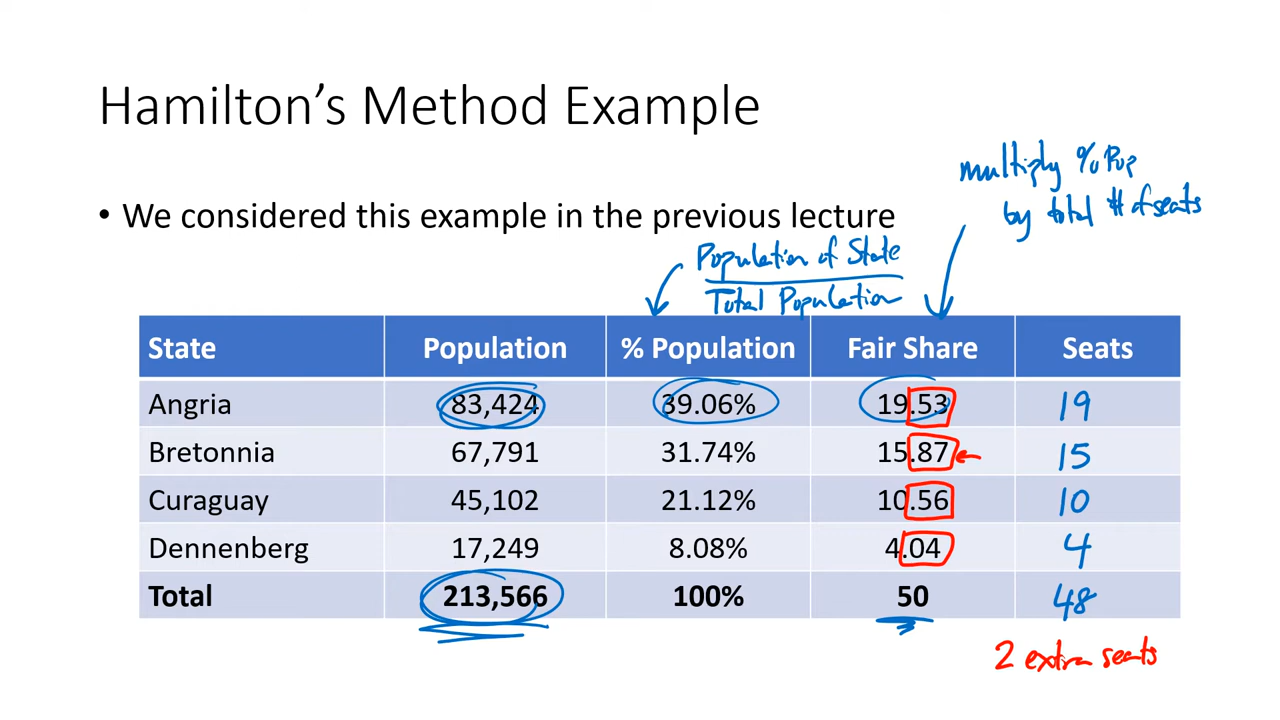 Hamilton's Method Example
multiply % Pop
by total # of seats
• We considered this example in the previous lecture
Population of State
Total Population
State Population % Population Fair Share Seats
Angria 83,424 39.06% 19.53 19
Bretonnia 67,791 31.74% 15.87 15
Curaguay 45,102 21.12% 10.56 10
Dennenberg 17,249 8.08% 4.04 4
Total 213,566 100% 50 48
2 extra seats